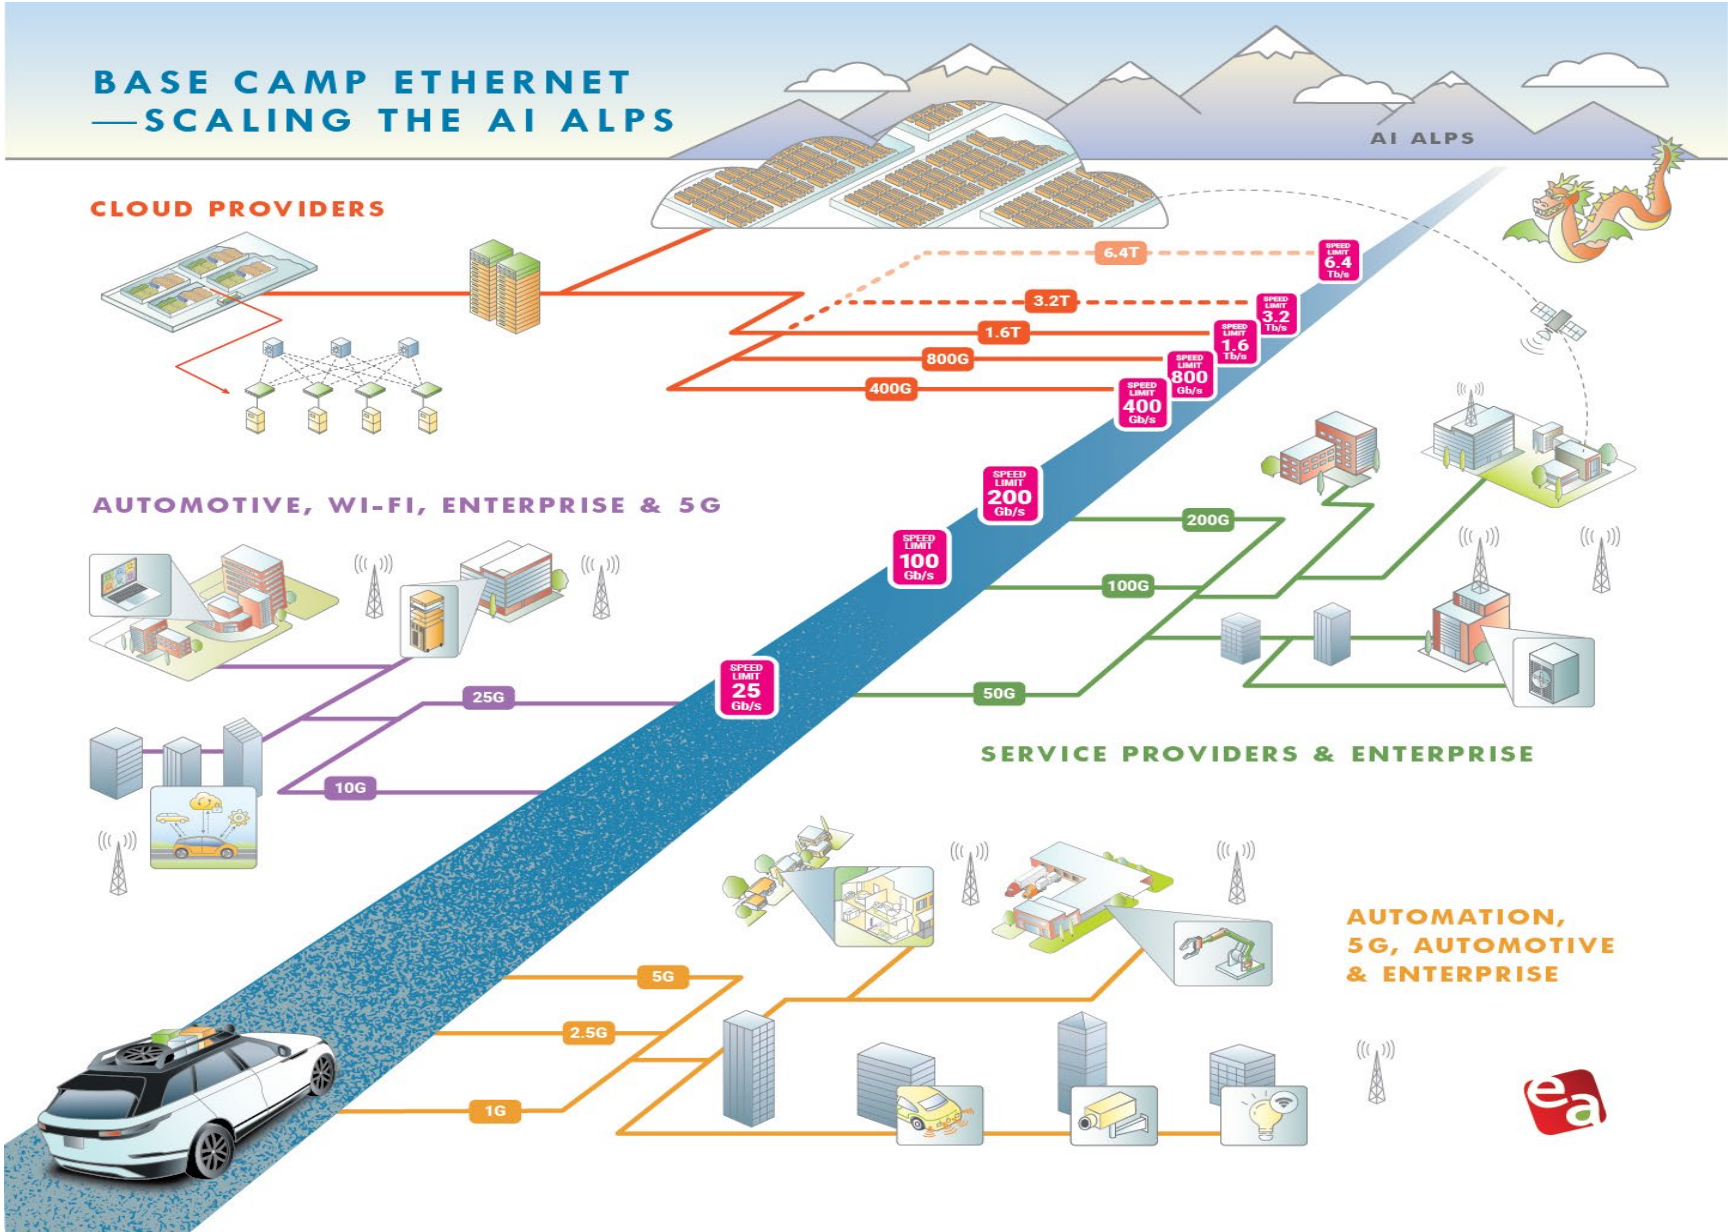 BASE CAMP ETHERNET
—SCALING THE AI ALPS
AI ALPS
CLOUD PROVIDERS
6.4T
SPEED
LIMIT
6.4
Tb/s
3.2T
SPEED
LIMIT
3.2
Tb/s
1.6T
SPEED
LIMIT
1.6
Tb/s
800G
SPEED
LIMIT
800
Gb/s
400G
SPEED
LIMIT
400
Gb/s
SPEED
LIMIT
200
Gb/s
200G
AUTOMOTIVE, WI-FI, ENTERPRISE & 5G
SPEED
LIMIT
100
Gb/s
100G
SPEED
LIMIT
25
Gb/s
25G
50G
10G
SERVICE PROVIDERS & ENTERPRISE
AUTOMATION,
5G, AUTOMOTIVE
& ENTERPRISE
5G
2.5G
1G
ea